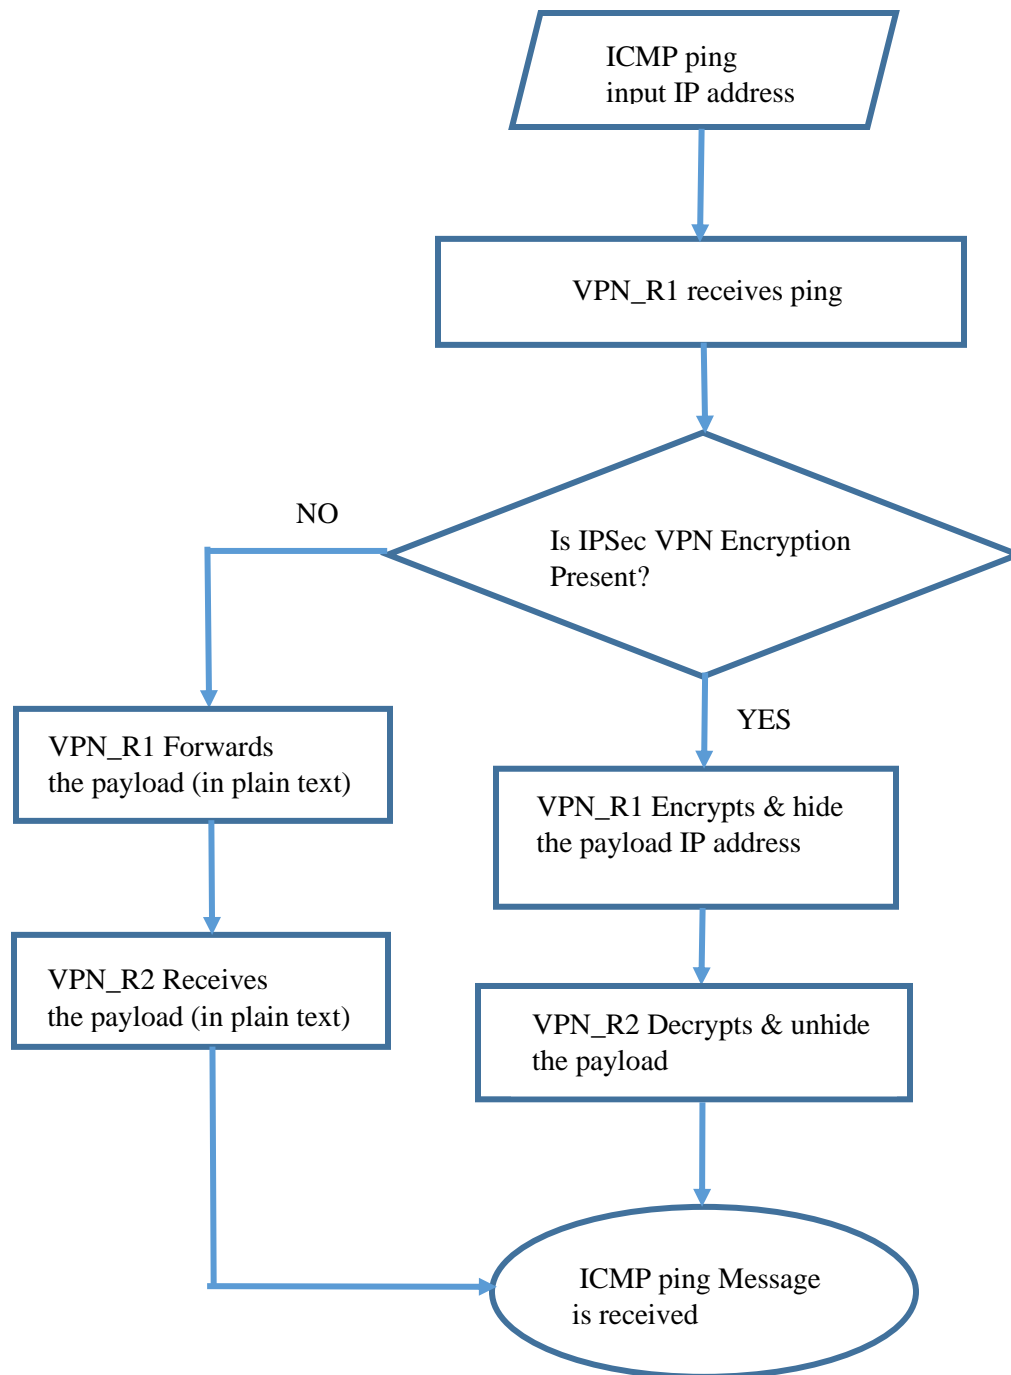 ICMP ping
input IP address
VPN_R1 receives ping
Is IPSec VPN Encryption
Present?
NO
YES
VPN_R1 Forwards
the payload (in plain text)
VPN_R1 Encrypts & hide
the payload IP address
VPN_R2 Receives
the payload (in plain text)
VPN_R2 Decrypts & unhide
the payload
ICMP ping Message
is received